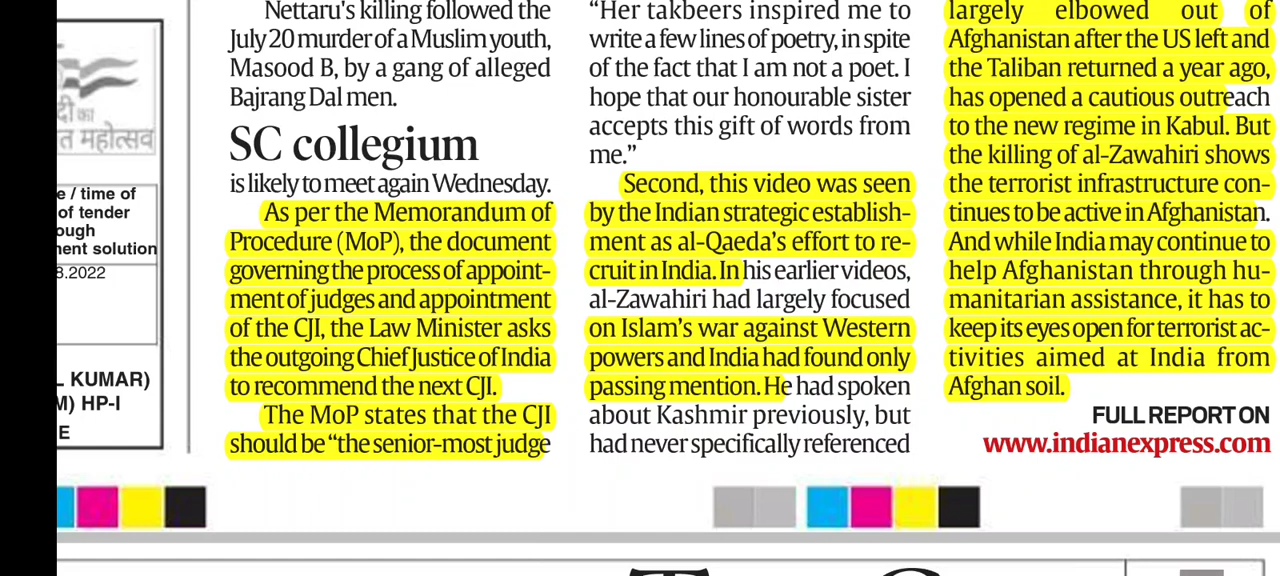 दी का
त महोत्सव
e / time of
of tender
ough
nent solution
8.2022
L KUMAR)
M) HP-I
E
Nettaru's killing followed the
July 20 murder of a Muslim youth,
Masood B, by a gang of alleged
Bajrang Dal men.
SC collegium
is likely to meet again Wednesday.
As per the Memorandum of
Procedure (MoP), the document
governing the process of appoint-
ment of judges and appointment
of the CJI, the Law Minister asks
the outgoing Chief Justice of India
to recommend the next CJI.
The MoP states that the CJI
should be “the senior-most judge
“Her takbeers inspired me to
write a few lines of poetry, in spite
of the fact that I am not a poet. I
hope that our honourable sister
accepts this gift of words from
me.”
Second, this video was seen
by the Indian strategic establish-
ment as al-Qaeda’s effort to re-
cruit in India. In his earlier videos,
al-Zawahiri had largely focused
on Islam’s war against Western
powers and India had found only
passing mention. He had spoken
about Kashmir previously, but
had never specifically referenced
largely elbowed out of
Afghanistan after the US left and
the Taliban returned a year ago,
has opened a cautious outreach
to the new regime in Kabul. But
the killing of al-Zawahiri shows
the terrorist infrastructure con-
tinues to be active in Afghanistan.
And while India may continue to
help Afghanistan through hu-
manitarian assistance, it has to
keep its eyes open for terrorist ac-
tivities aimed at India from
Afghan soil.
FULL REPORT ON
www.indianexpress.com